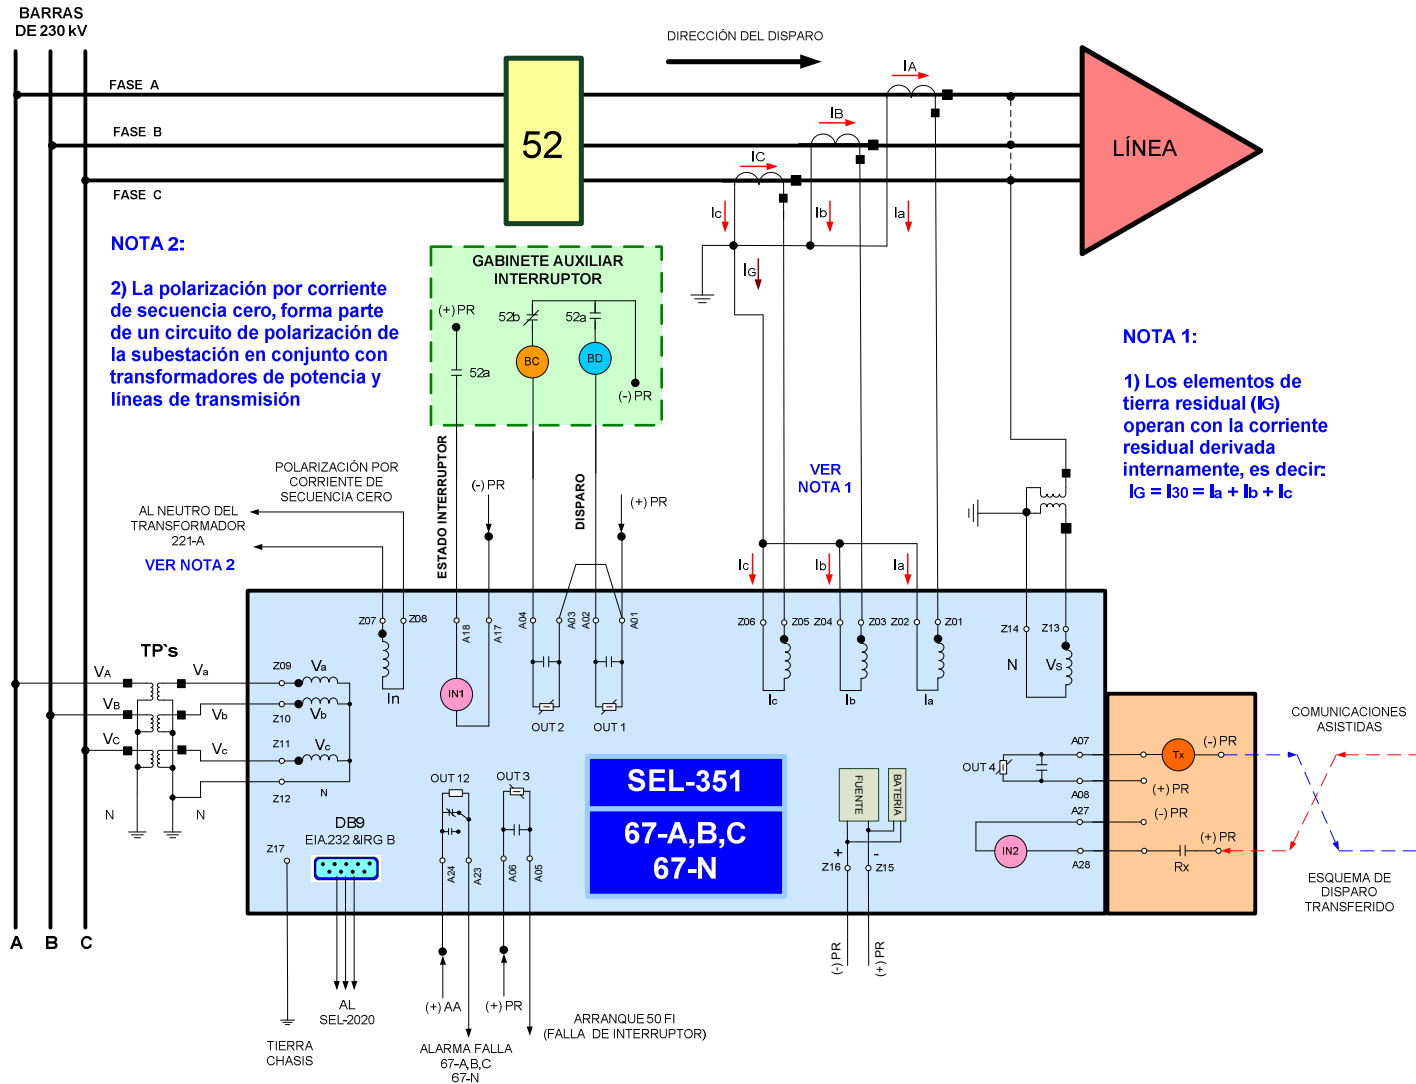 BARRAS
DE 230 kV
DIRECCIÓN DEL DISPARO
FASE A
FASE B
FASE C
52
IA
IB
IC
LÍNEA
Ic
Ib
Ia
IG
NOTA 2:
2) La polarización por corriente
de secuencia cero, forma parte
de un circuito de polarización de
la subestación en conjunto con
transformadores de potencia y
líneas de transmisión
GABINETE AUXILIAR
INTERRUPTOR
(+) PR
52b
52a
BC
BD
52a
(-) PR
NOTA 1:
1) Los elementos de
tierra residual (IG)
operan con la corriente
residual derivada
internamente, es decir:
IG = I30 = Ia + Ib + Ic
VER
NOTA 1
POLARIZACIÓN POR
CORRIENTE DE
SECUENCIA CERO
AL NEUTRO DEL
TRANSFORMADOR
221-A
VER NOTA 2
ESTADO INTERRUPTOR
(-) PR
DISPARO
(+) PR
Ic
Ib
Ia
Z07
Z08
A18
A17
A04
A03
A02
A01
Z06
Z05
Z04
Z03
Z02
Z01
Z14
Z13
N
VS
In
IN1
OUT 2
OUT 1
Ic
Ib
Ia
TP`s
VA
Va
VB
Vb
VC
Vc
N
N
Z09
Va
Z10
Vb
Z11
Vc
Z12
N
SEL-351
67-A,B,C
67-N
OUT 12
OUT 3
A24
A23
A06
A05
DB9
EIA.232 &IRG B
Z17
FUENTE
BATERÍA
+
-
Z16
Z15
OUT 4
A07
A08
A27
A28
IN2
Tx
(-) PR
(+) PR
(-) PR
(+) PR
Rx
COMUNICACIONES
ASISTIDAS
ESQUEMA DE
DISPARO
TRANSFERIDO
A
B
C
(-) PR
(+) PR
TIERRA
CHASIS
AL
SEL-2020
(+) AA
(+) PR
ALARMA FALLA
67-A,B,C
67-N
ARRANQUE 50 FI
(FALLA DE INTERRUPTOR)